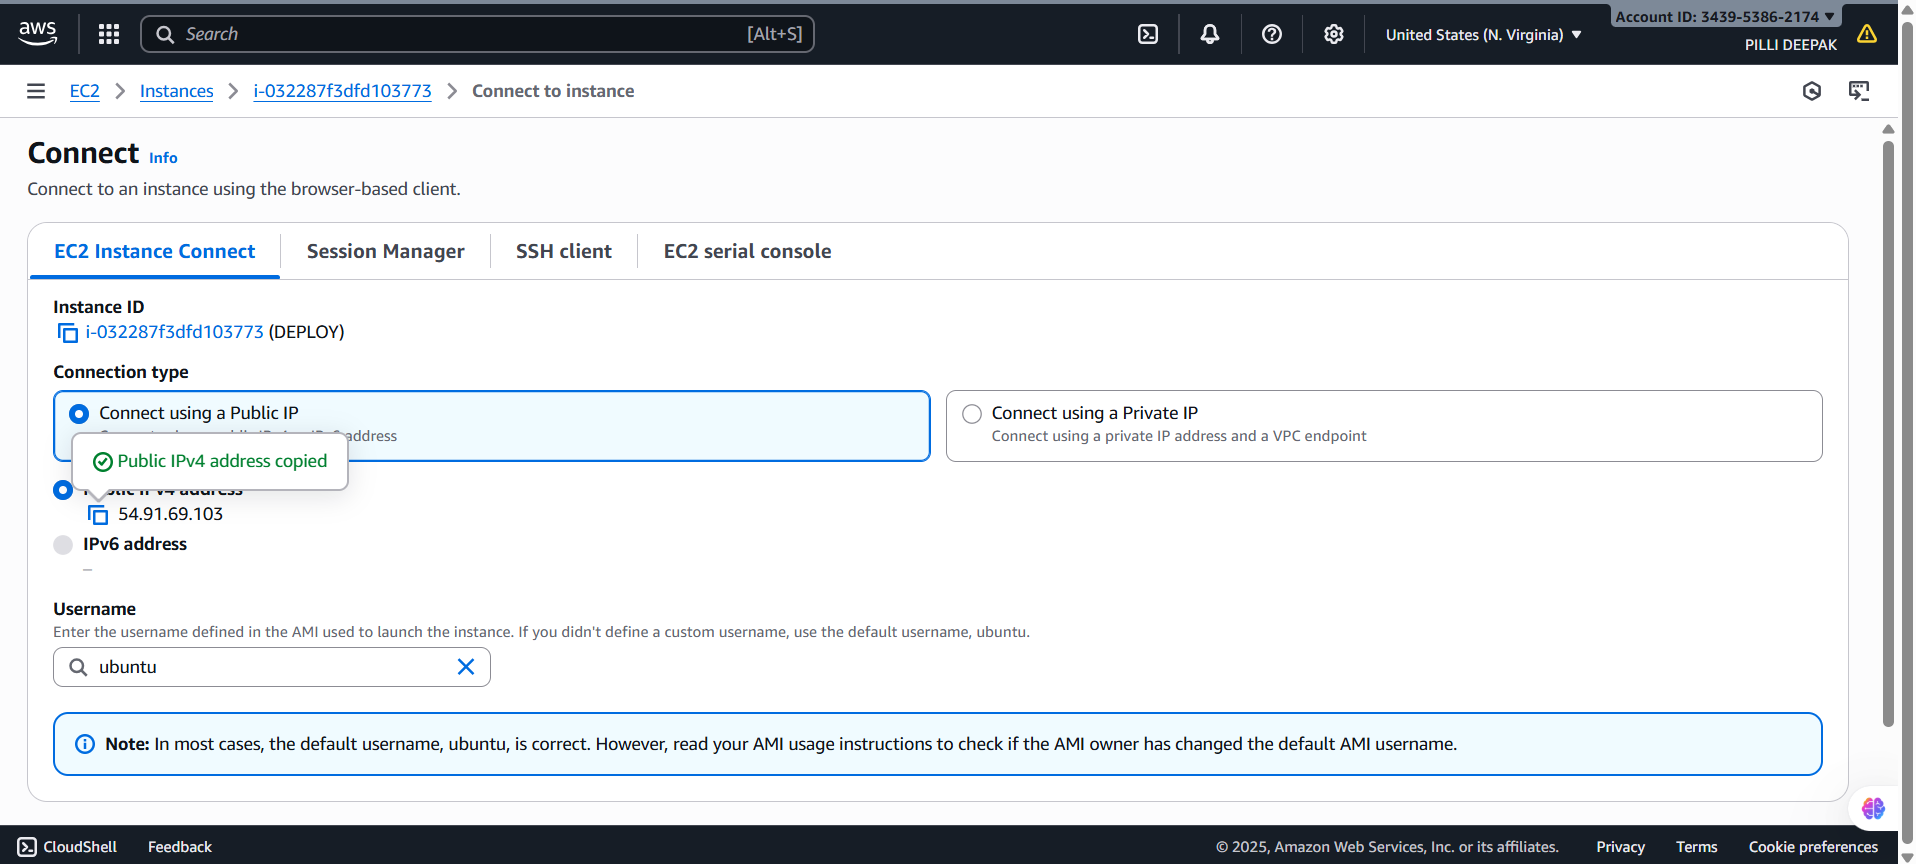 aws
Search [Alt+S]
United States (N. Virginia)
Account ID: 3439-5386-2174
PILLI DEEPAK
EC2 Instances i-032287f3dfd103773 Connect to instance
Connect Info
Connect to an instance using the browser-based client.
EC2 Instance Connect Session Manager SSH client EC2 serial console
Instance ID
i-032287f3dfd103773 (DEPLOY)
Connection type
Connect using a Public IP
address
Connect using a Private IP
Connect using a private IP address and a VPC endpoint
Public IPv4 address copied
54.91.69.103
IPv6 address
–
Username
Enter the username defined in the AMI used to launch the instance. If you didn't define a custom username, use the default username, ubuntu.
ubuntu
Note: In most cases, the default username, ubuntu, is correct. However, read your AMI usage instructions to check if the AMI owner has changed the default AMI username.
CloudShell Feedback © 2025, Amazon Web Services, Inc. or its affiliates. Privacy Terms Cookie preferences